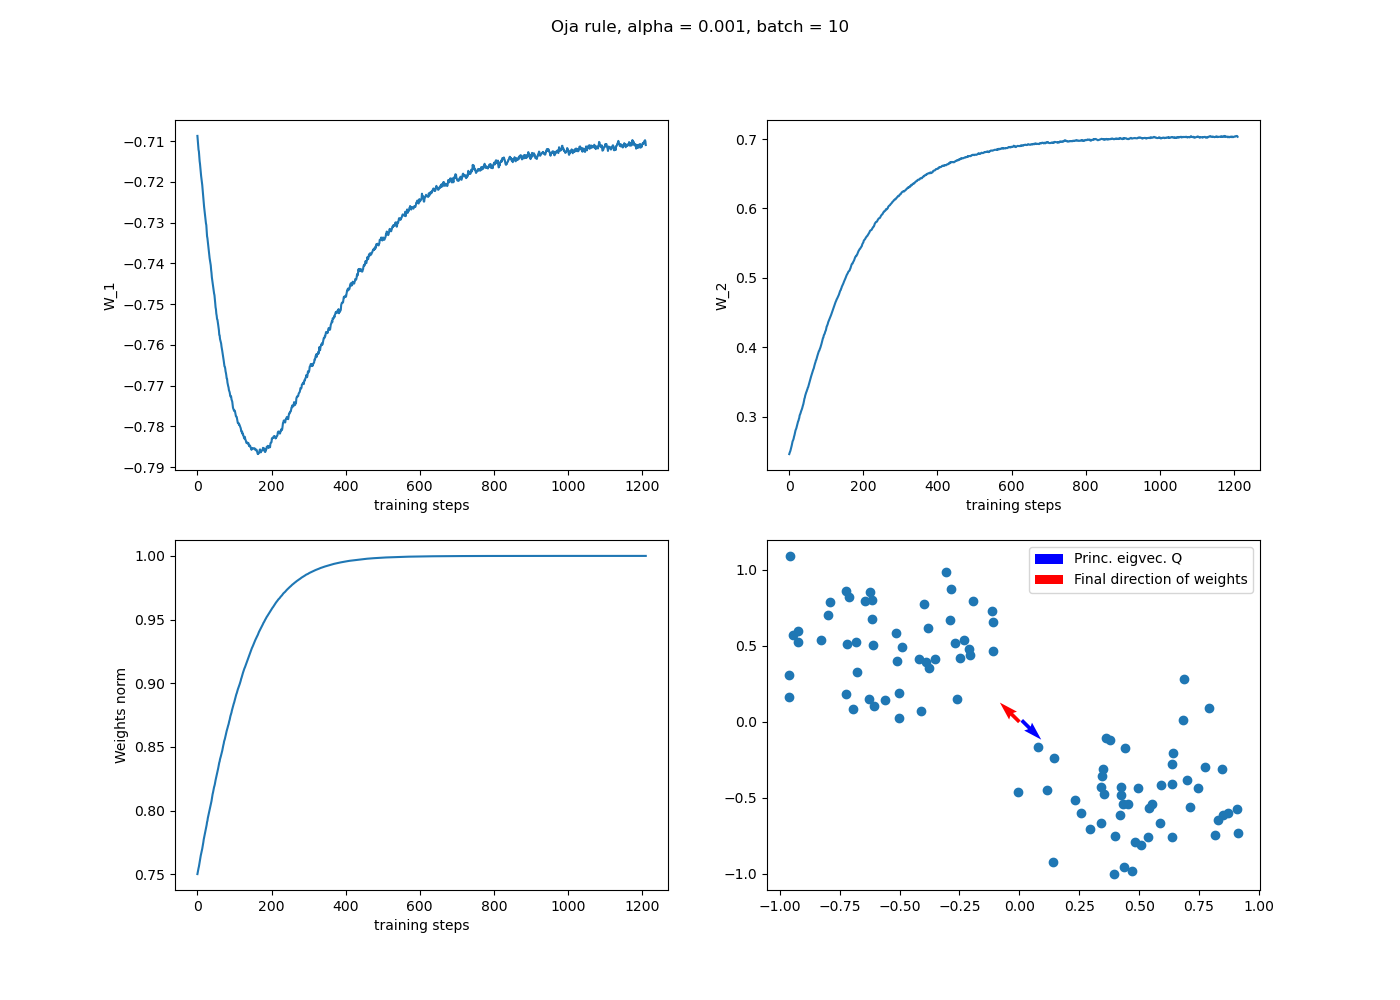 Oja rule, alpha = 0.001, batch = 10
−0.71
−0.72
−0.73
−0.74
−0.75
−0.76
−0.77
−0.78
−0.79
W_1
0 200 400 600 800 1000 1200
training steps
0.7
0.6
0.5
0.4
0.3
W_2
0 200 400 600 800 1000 1200
training steps
1.00
0.95
0.90
0.85
0.80
0.75
Weights norm
0 200 400 600 800 1000 1200
training steps
Princ. eigvec. Q
Final direction of weights
1.0
0.5
0.0
−0.5
−1.0
−1.00 −0.75 −0.50 −0.25 0.00 0.25 0.50 0.75 1.00